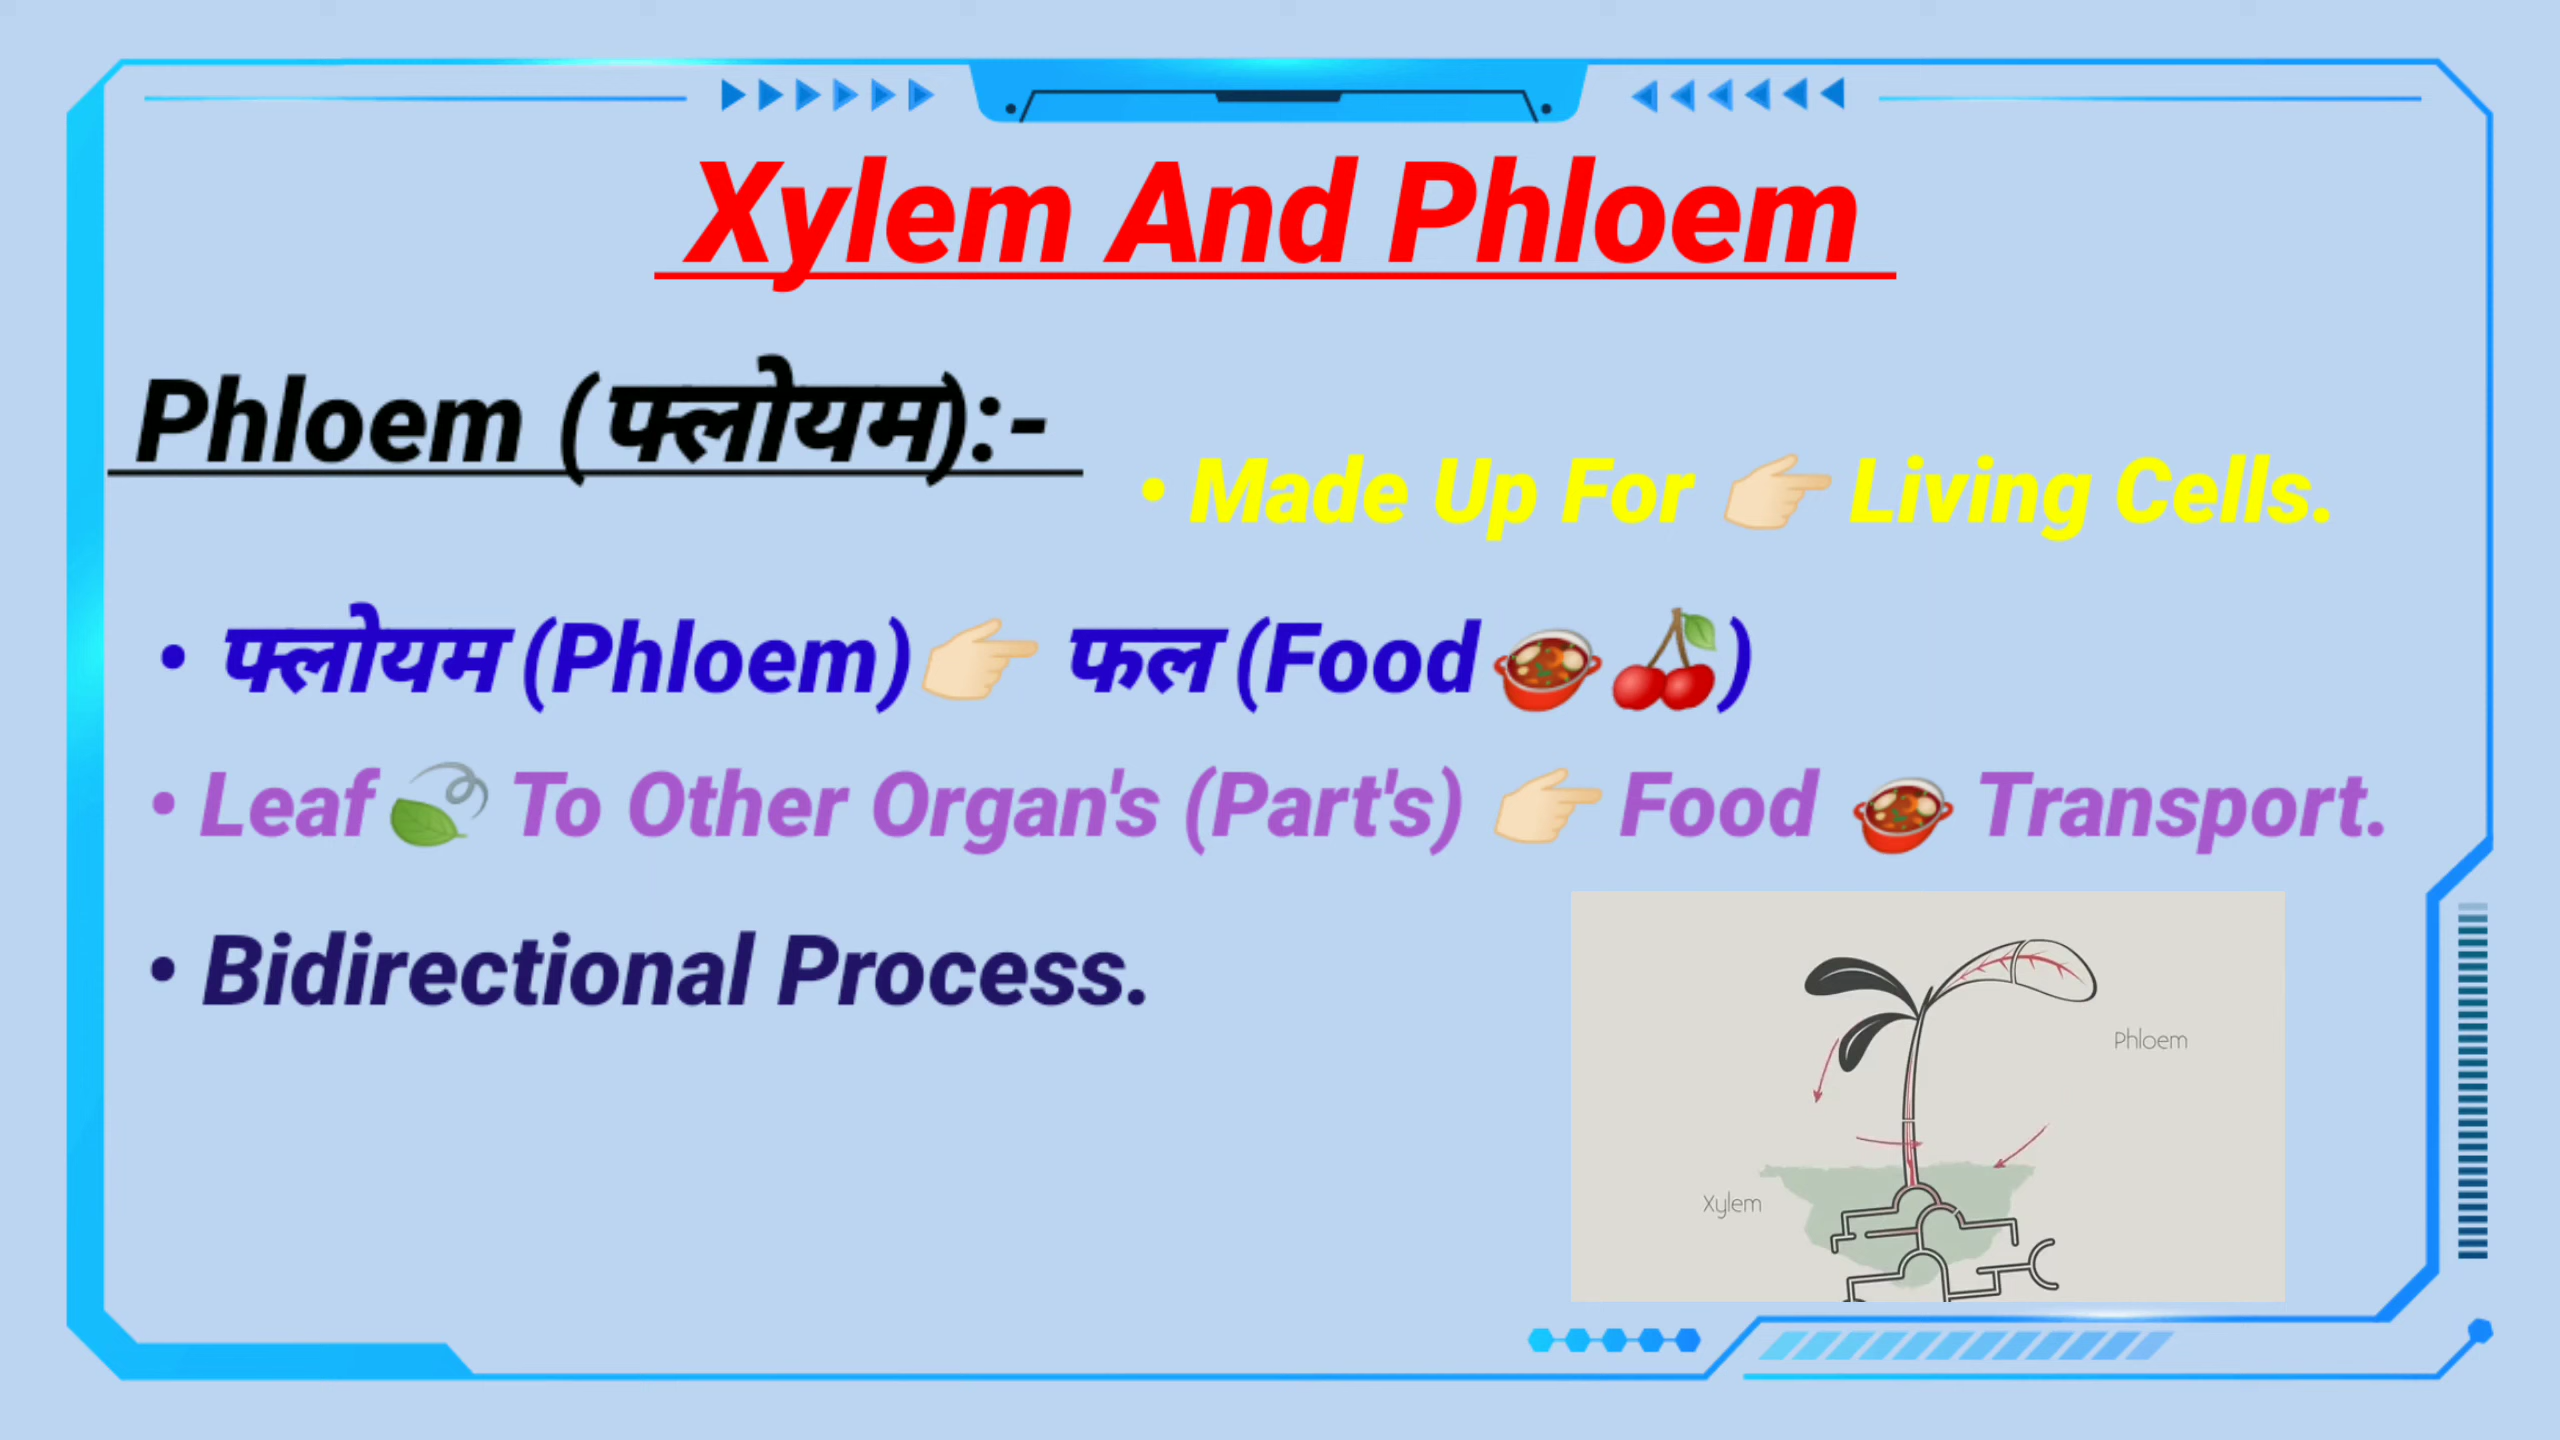 Xylem And Phloem
Phloem (फ्लोयम):-
• Made Up For 👉🏻 Living Cells.
• फ्लोयम (Phloem)👉🏻 फल (Food🍲🍒)
• Leaf🍃 To Other Organ's (Part's) 👉🏻 Food 🍲 Transport.
• Bidirectional Process.
Phloem
Xylem